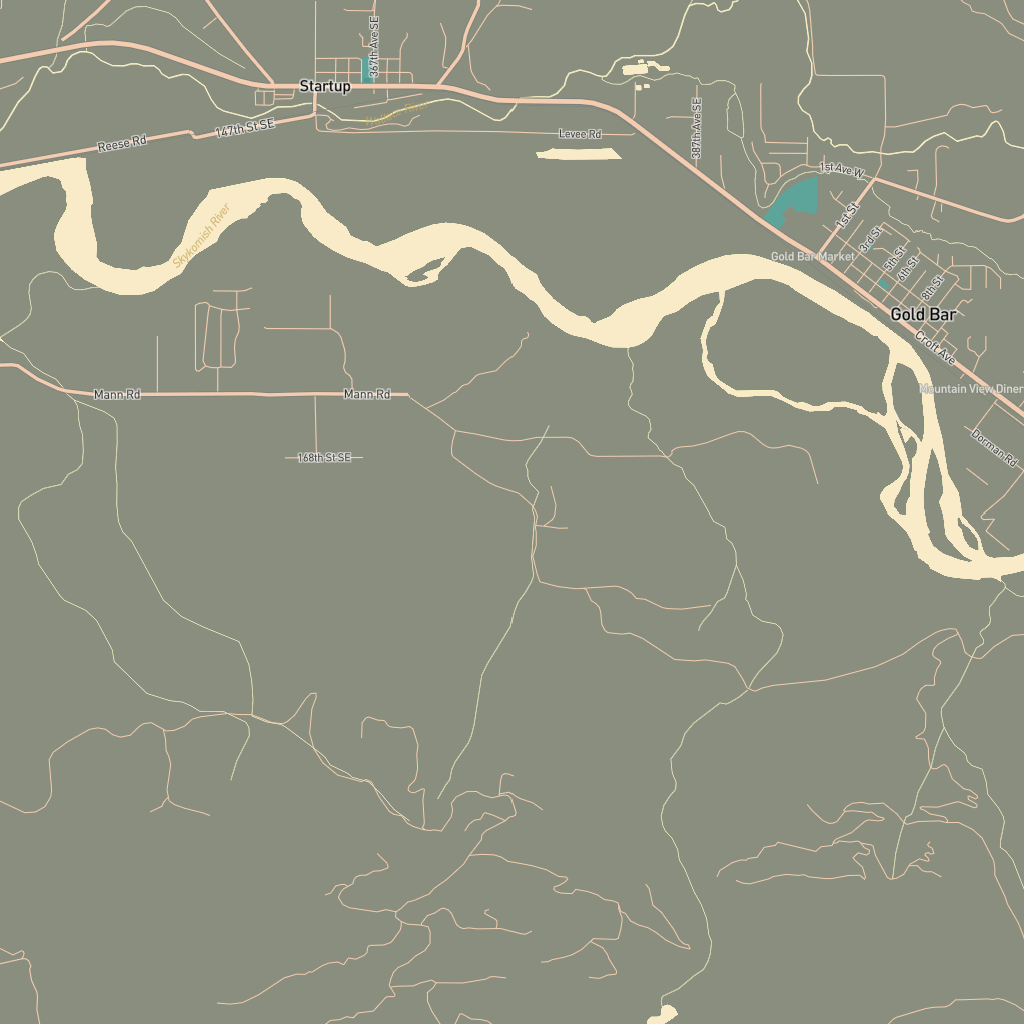 367th Ave SE
Startup
Wallace River
147th St SE
Reese Rd
Levee Rd
387th Ave SE
1st Ave W
1st St
3rd St
5th St
6th St
8th St
Skykomish River
Gold Bar Market
Gold Bar
Croft Ave
Mountain View Diner
Mann Rd
Mann Rd
Dorman Rd
168th St SE